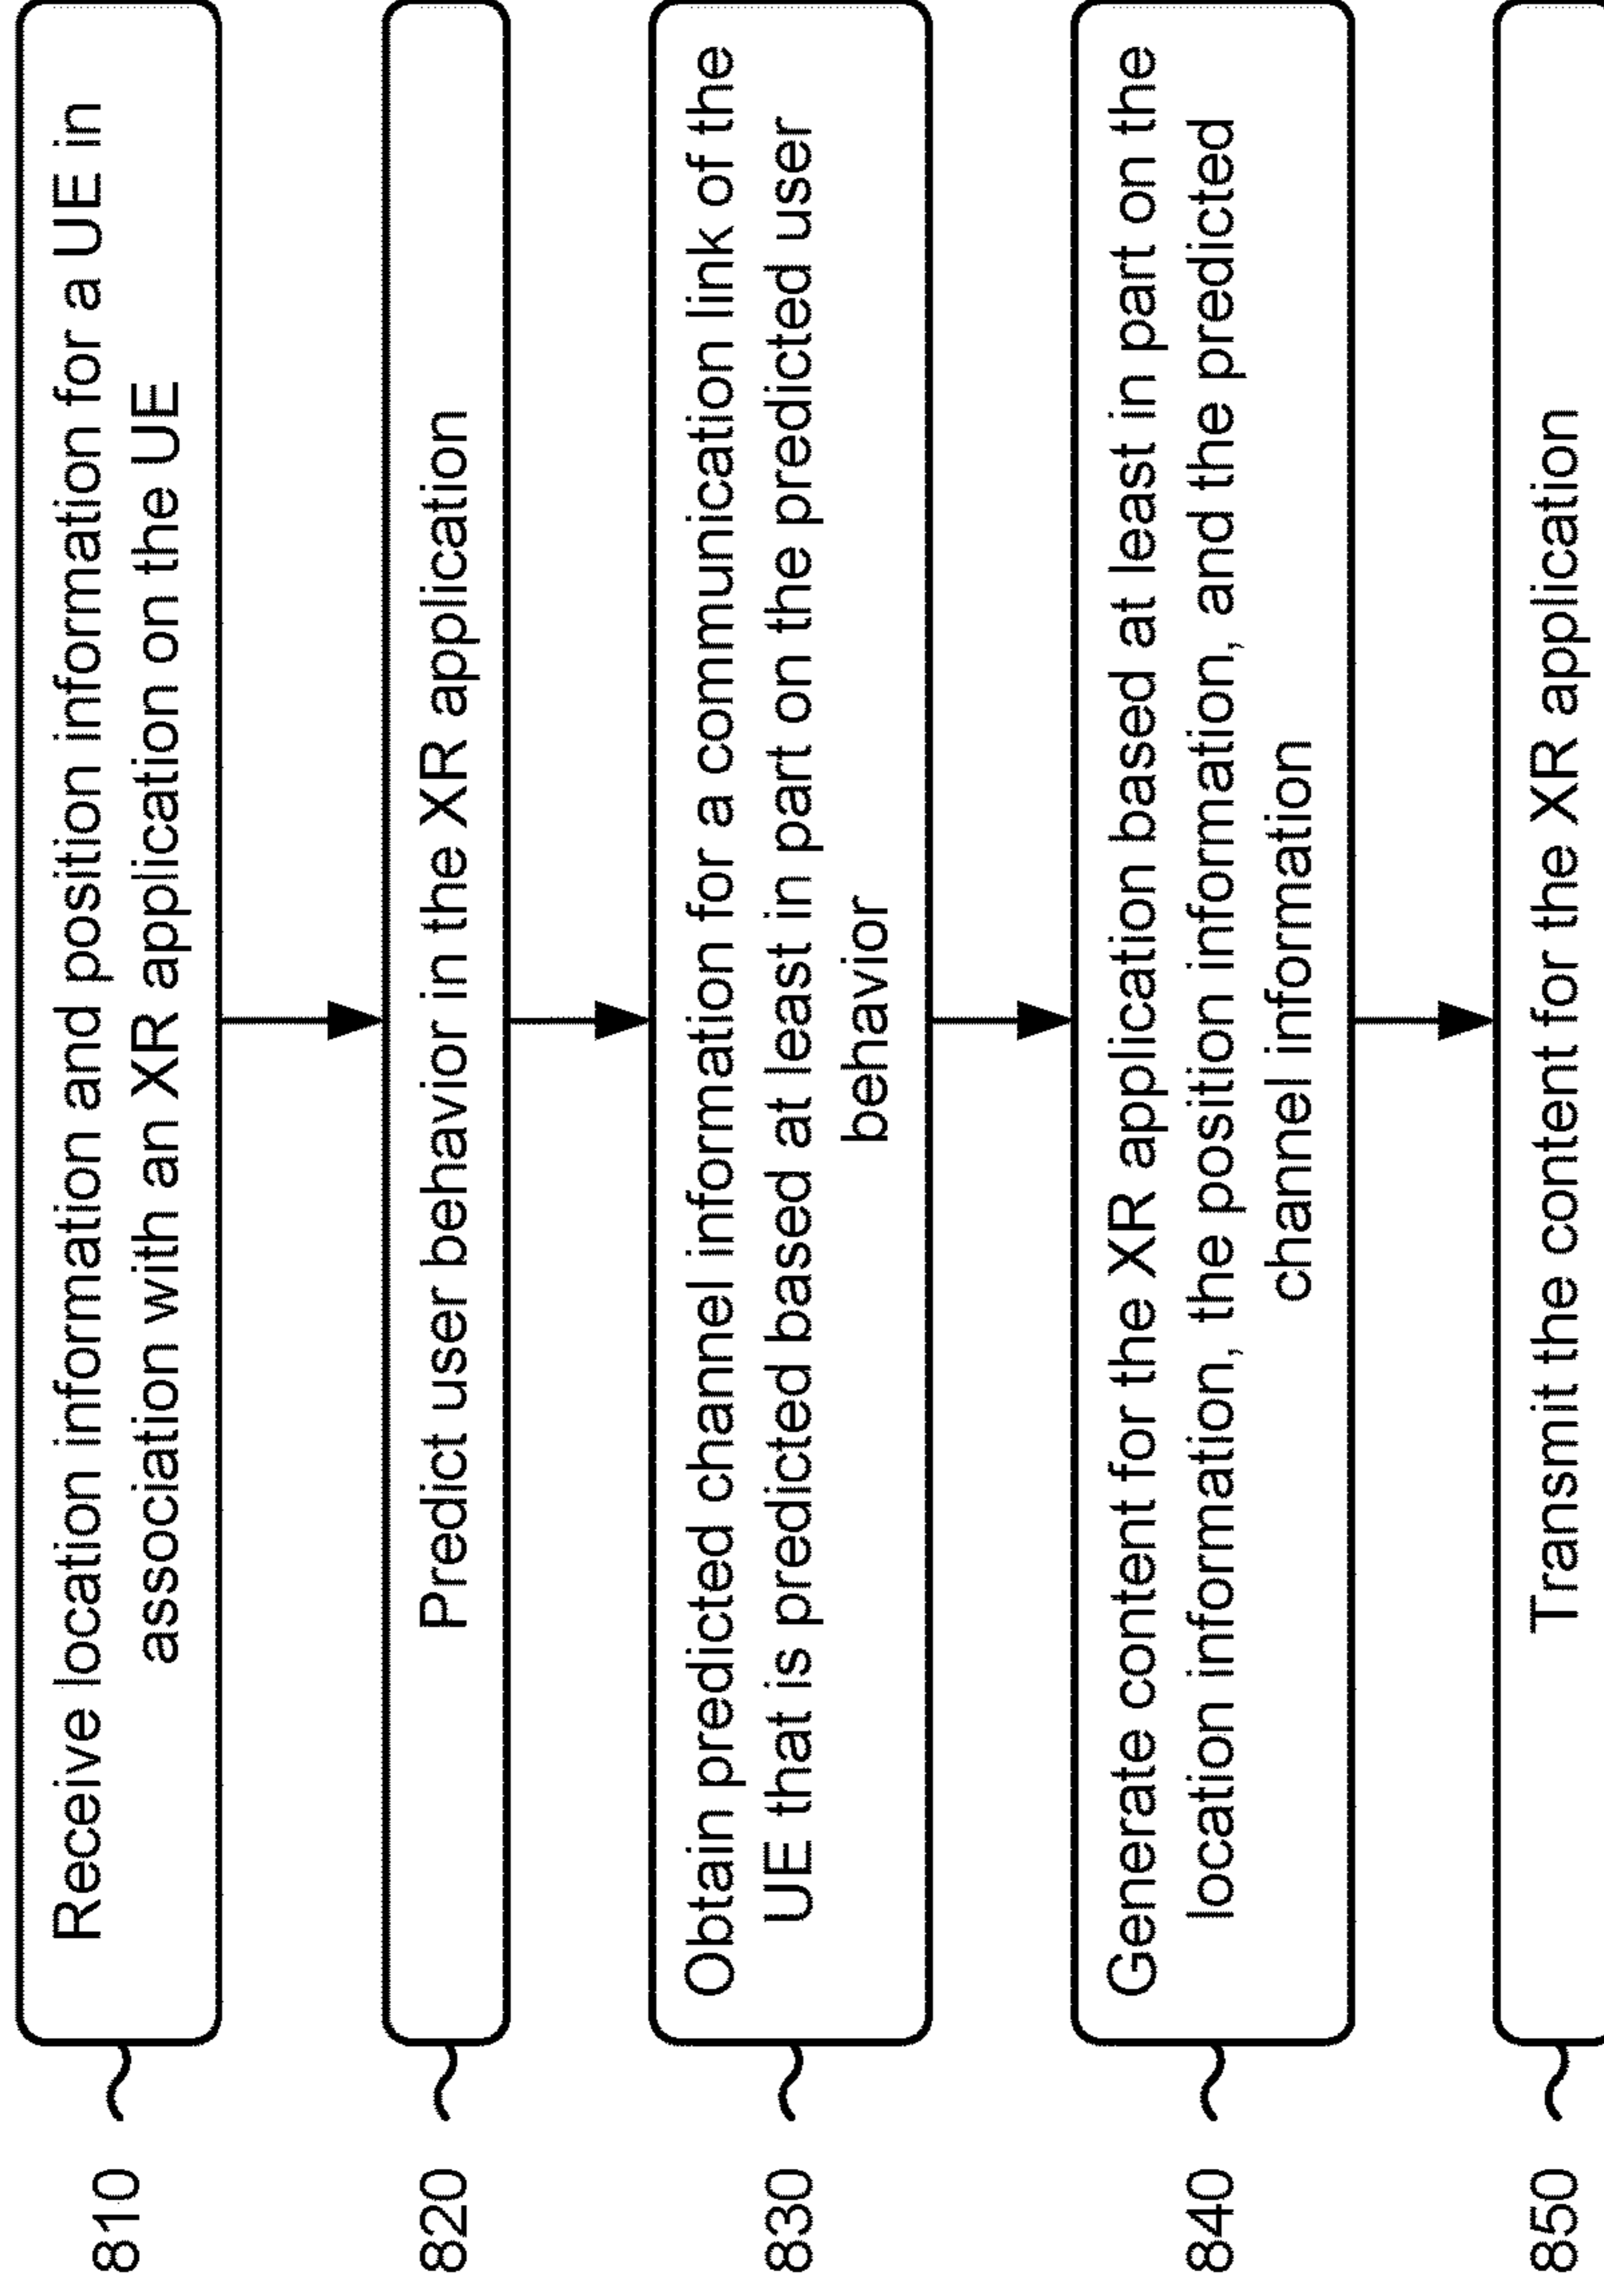 810
Receive location information and position information for a UE in
association with an XR application on the UE
820
Predict user behavior in the XR application
830
Obtain predicted channel information for a communication link of the
UE that is predicted based at least in part on the predicted user
behavior
840
Generate content for the XR application based at least in part on the
location information, the position information, and the predicted
channel information
850
Transmit the content for the XR application